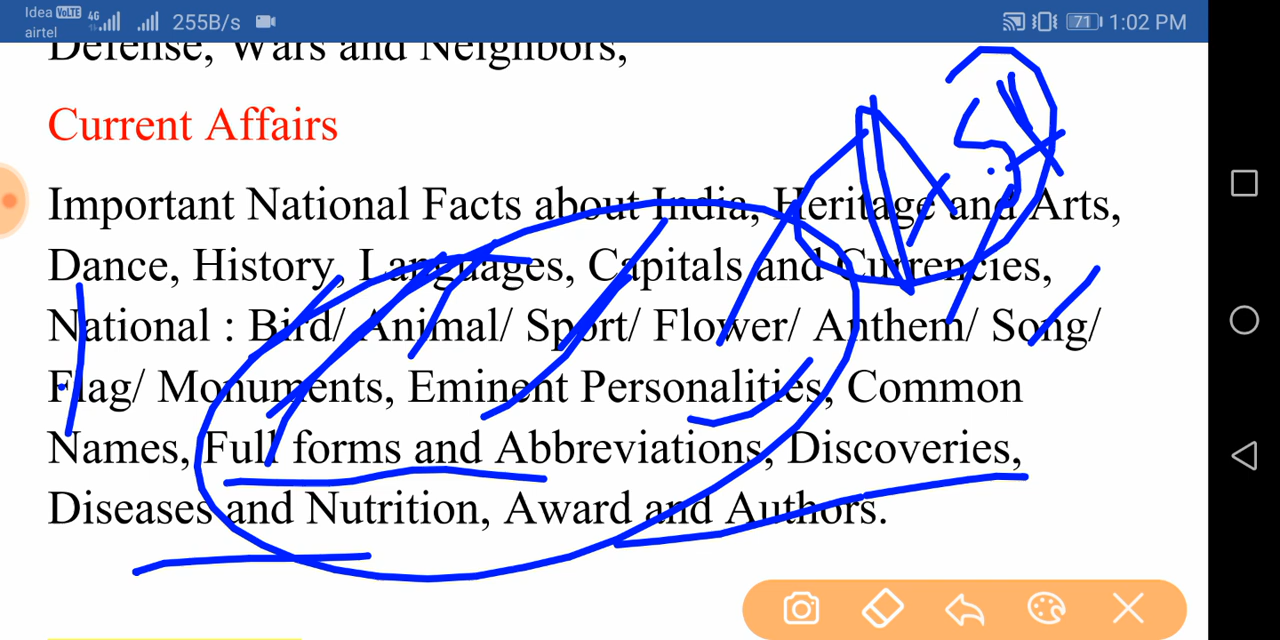 Idea VoLTE 4G 255B/s 71 1:02 PM
airtel
Defense, Wars and Neighbors,
Current Affairs
Important National Facts about India, Heritage and Arts,
Dance, History, Languages, Capitals and Currencies,
National : Bird/ Animal/ Sport/ Flower/ Anthem/ Song/
Flag/ Monuments, Eminent Personalities, Common
Names, Full forms and Abbreviations, Discoveries,
Diseases and Nutrition, Award and Authors.